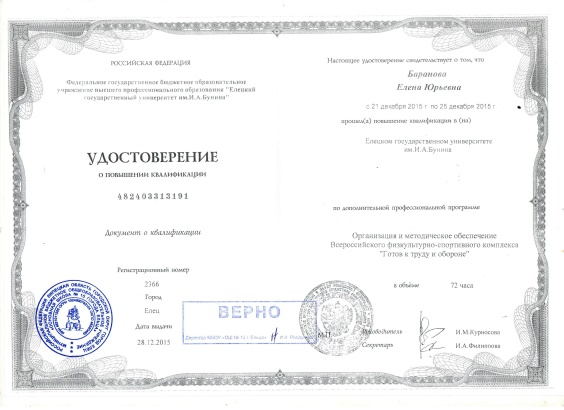 РОССИЙСКАЯ ФЕДЕРАЦИЯ
Федеральное государственное бюджетное образовательное
учреждение высшего профессионального образования "Елецкий
государственный университет им.И.А.Бунина"
УДОСТОВЕРЕНИЕ
О ПОВЫШЕНИИ КВАЛИФИКАЦИИ
482403313191
Документ о квалификации
Регистрационный номер
2366
Город
Елец
Дата выдачи
28.12.2015
ВЕРНО
Настоящее удостоверение свидетельствует о том, что
Баранова
Елена Юрьевна
с 21 декабря 2015 г по 25 декабря 2015 г
прошел(а) повышение квалификации в (на)
Елецком государственном университете
им.И.А.Бунина
по дополнительной профессиональной программе
Организация и методическое обеспечение
Всероссийского физкультурно-спортивного комплекса
"Готов к труду и обороне"
в объёме 72 часа
М.П.
Руководитель И.М.Курносова
Секретарь И.А.Филиппова